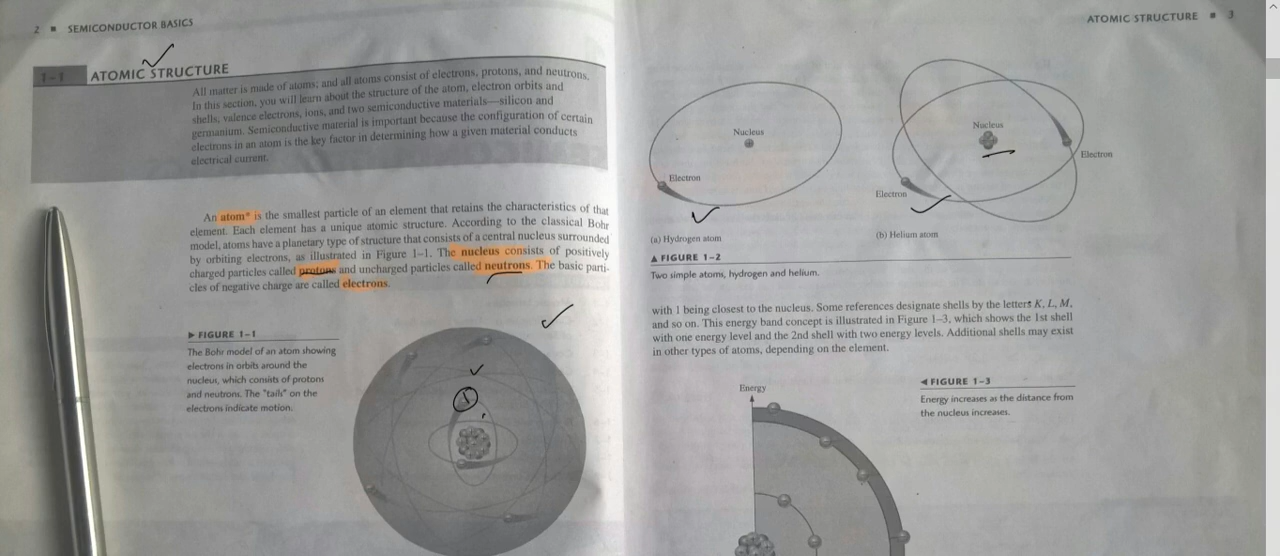 2 ■ SEMICONDUCTOR BASICS
1–1 ATOMIC STRUCTURE
All matter is made of atoms; and all atoms consist of electrons, protons, and neutrons.
In this section, you will learn about the structure of the atom, electron orbits and
shells, valence electrons, ions, and two semiconductive materials—silicon and
germanium. Semiconductive material is important because the configuration of certain
electrons in an atom is the key factor in determining how a given material conducts
electrical current.
An atom* is the smallest particle of an element that retains the characteristics of that
element. Each element has a unique atomic structure. According to the classical Bohr
model, atoms have a planetary type of structure that consists of a central nucleus surrounded
by orbiting electrons, as illustrated in Figure 1–1. The nucleus consists of positively
charged particles called protons and uncharged particles called neutrons. The basic parti-
cles of negative charge are called electrons.
▶ FIGURE 1–1
The Bohr model of an atom showing
electrons in orbits around the
nucleus, which consists of protons
and neutrons. The "tails" on the
electrons indicate motion.
ATOMIC STRUCTURE ■ 3
Nucleus
Electron
(a) Hydrogen atom
Nucleus
Electron
Electron
(b) Helium atom
▲ FIGURE 1–2
Two simple atoms, hydrogen and helium.
with 1 being closest to the nucleus. Some references designate shells by the letters K, L, M,
and so on. This energy band concept is illustrated in Figure 1–3, which shows the 1st shell
with one energy level and the 2nd shell with two energy levels. Additional shells may exist
in other types of atoms, depending on the element.
Energy
◀ FIGURE 1–3
Energy increases as the distance from
the nucleus increases.